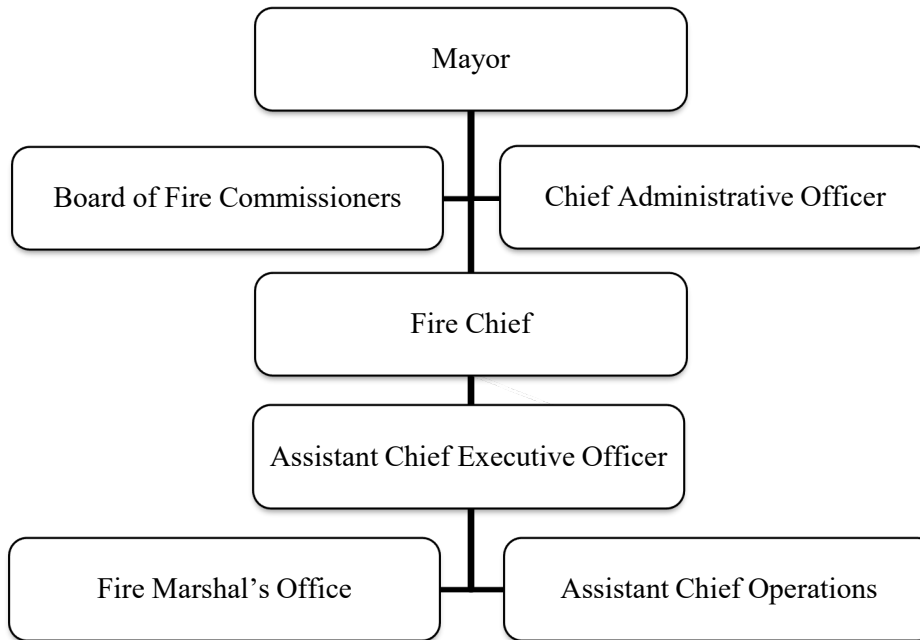 Mayor
Board of Fire Commissioners
Chief Administrative Officer
Fire Chief
Assistant Chief Executive Officer
Fire Marshal’s Office
Assistant Chief Operations